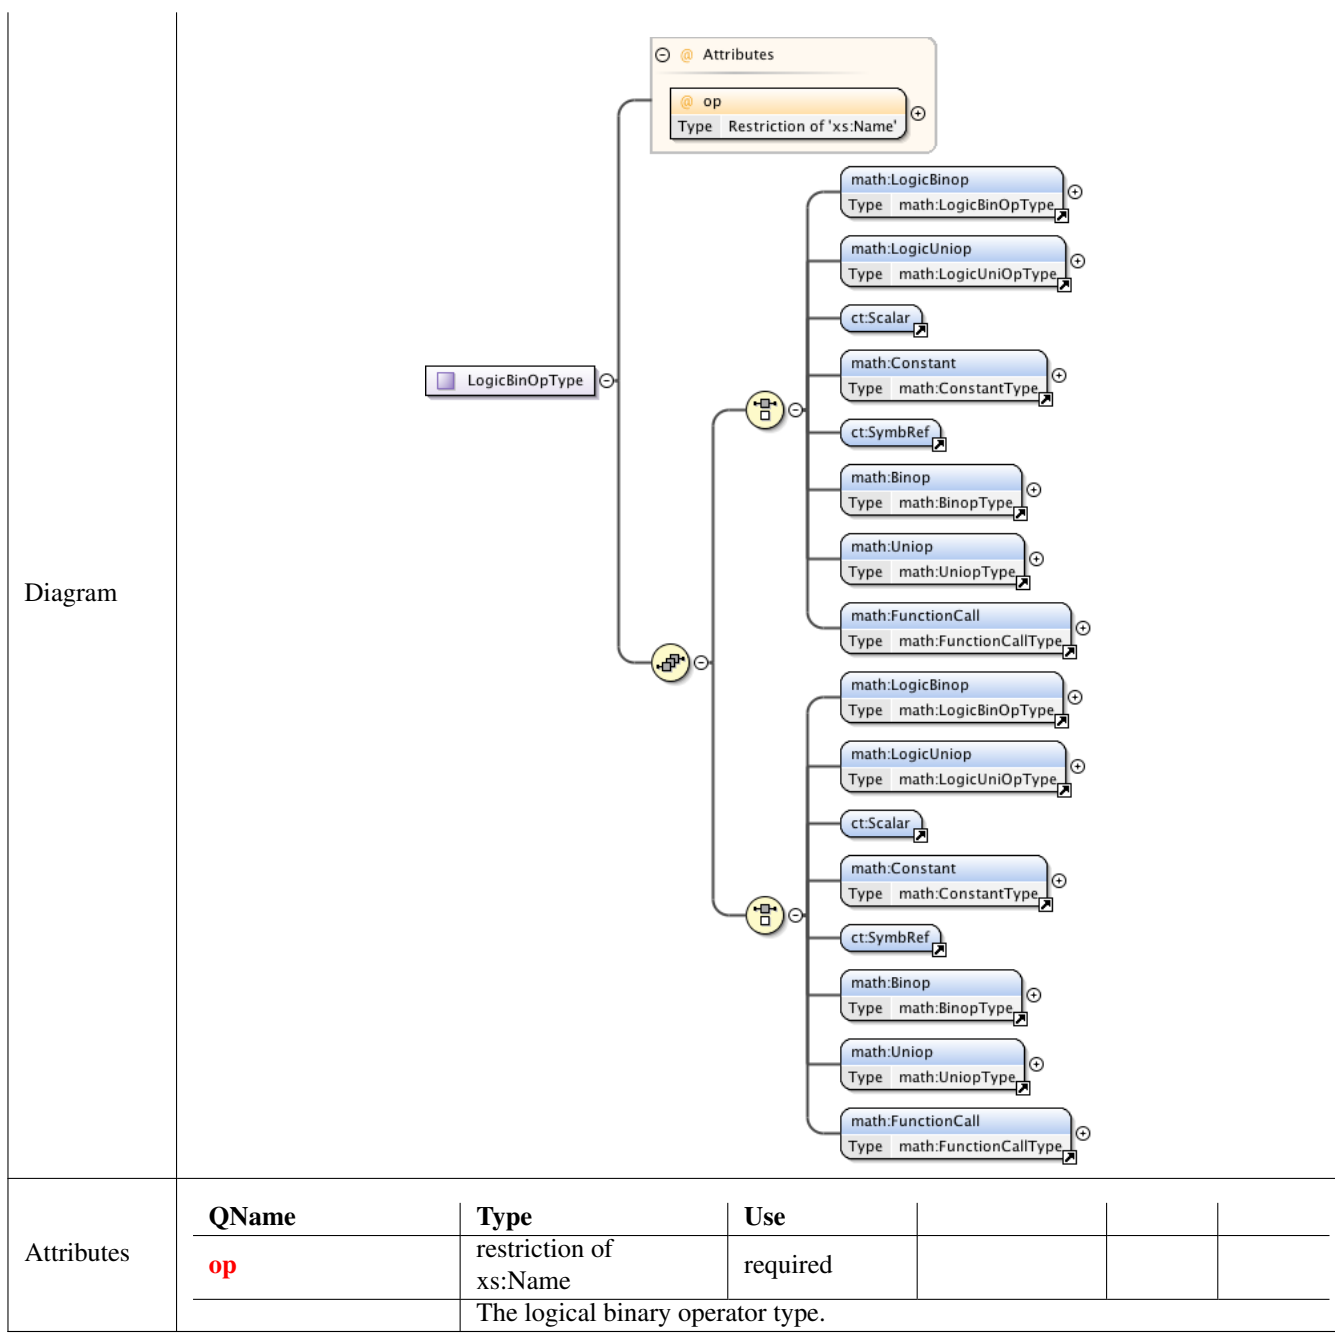 Diagram
@ Attributes
@ op
Type Restriction of 'xs:Name'
LogicBinOpType
math:LogicBinop
Type math:LogicBinOpType
math:LogicUniop
Type math:LogicUniOpType
ct:Scalar
math:Constant
Type math:ConstantType
ct:SymbRef
math:Binop
Type math:BinopType
math:Uniop
Type math:UniopType
math:FunctionCall
Type math:FunctionCallType
math:LogicBinop
Type math:LogicBinOpType
math:LogicUniop
Type math:LogicUniOpType
ct:Scalar
math:Constant
Type math:ConstantType
ct:SymbRef
math:Binop
Type math:BinopType
math:Uniop
Type math:UniopType
math:FunctionCall
Type math:FunctionCallType
Attributes
QName Type Use
op restriction of xs:Name required
The logical binary operator type.